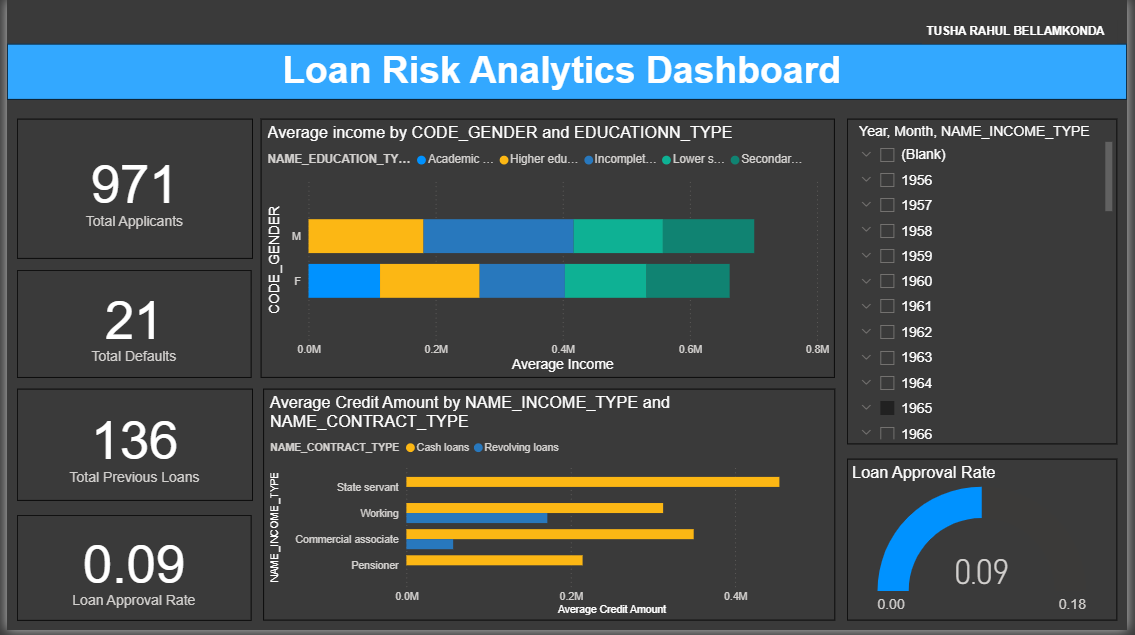 TUSHA RAHUL BELLAMKONDA
Loan Risk Analytics Dashboard
971
Total Applicants
21
Total Defaults
136
Total Previous Loans
0.09
Loan Approval Rate
Average income by CODE_GENDER and EDUCATIONN_TYPE
NAME_EDUCATION_TY... Academic ... Higher edu... Incomplet... Lower s... Secondar...
CODE_GENDER
M
F
0.0M 0.2M 0.4M 0.6M 0.8M
Average Income
Average Credit Amount by NAME_INCOME_TYPE and
NAME_CONTRACT_TYPE
NAME_CONTRACT_TYPE Cash loans Revolving loans
NAME_INCOME_TYPE
State servant
Working
Commercial associate
Pensioner
0.0M 0.2M 0.4M
Average Credit Amount
Year, Month, NAME_INCOME_TYPE
(Blank)
1956
1957
1958
1959
1960
1961
1962
1963
1964
1965
1966
Loan Approval Rate
0.09
0.00 0.18